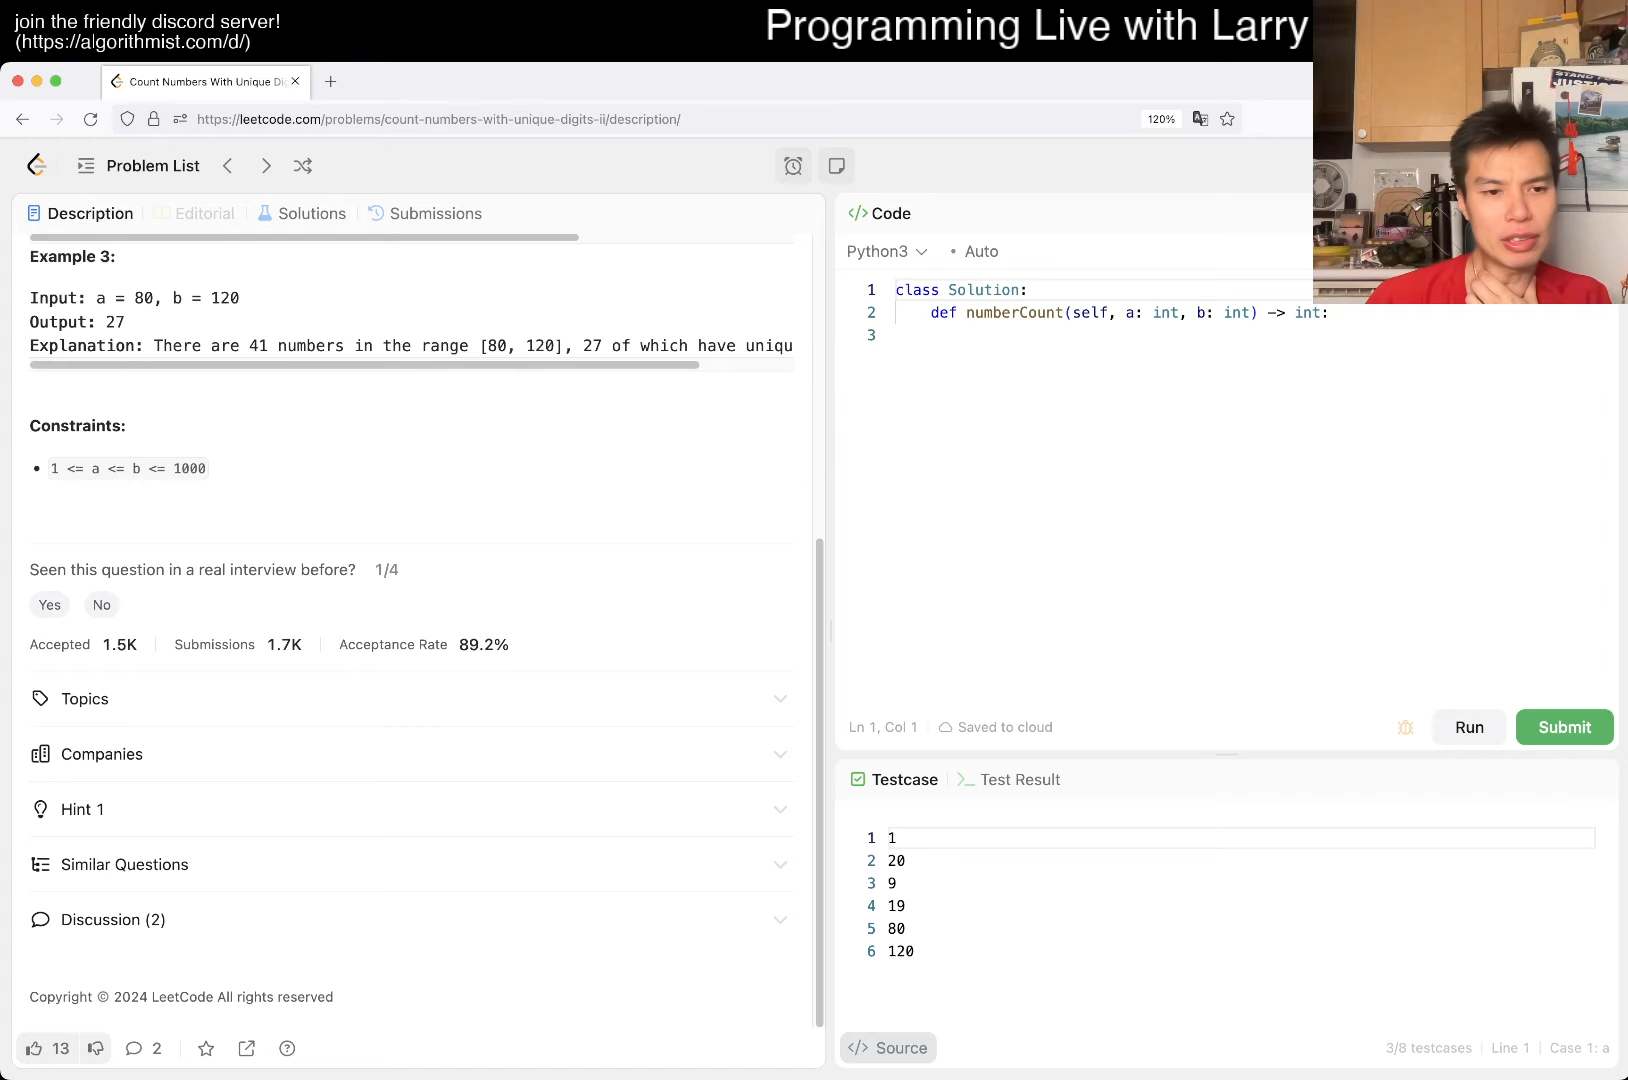 join the friendly discord server!
(https://algorithmist.com/d/)
Programming Live with Larry
Count Numbers With Unique Di
https://leetcode.com/problems/count-numbers-with-unique-digits-ii/description/
120%
Problem List
Description
Editorial
Solutions
Submissions
Example 3:
Input: a = 80, b = 120
Output: 27
Explanation: There are 41 numbers in the range [80, 120], 27 of which have uniqu
Constraints:
• 1 <= a <= b <= 1000
Seen this question in a real interview before? 1/4
Yes No
Accepted 1.5K Submissions 1.7K Acceptance Rate 89.2%
Topics
Companies
Hint 1
Similar Questions
Discussion (2)
Copyright © 2024 LeetCode All rights reserved
13
2
</> Code
Python3 • Auto
1 class Solution:
2 def numberCount(self, a: int, b: int) -> int:
3
Ln 1, Col 1 Saved to cloud
Run
Submit
Testcase
>_ Test Result
1 1
2 20
3 9
4 19
5 80
6 120
</> Source
3/8 testcases Line 1 Case 1: a